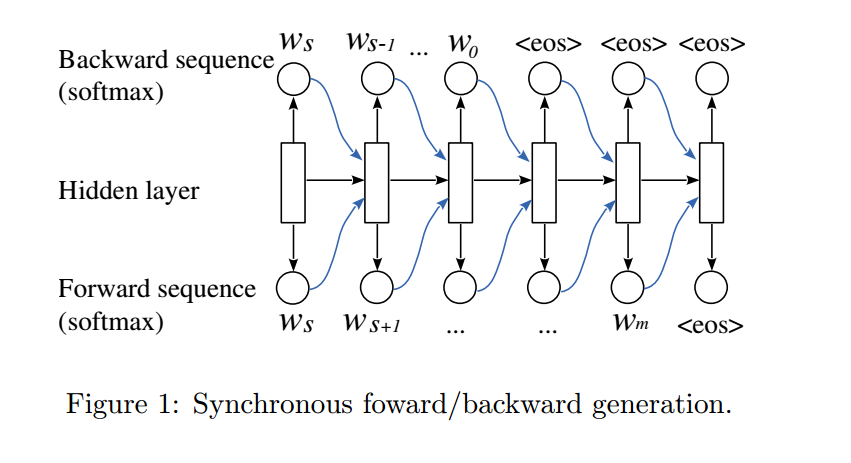 Backward sequence
(softmax)
w_s w_{s-1} ... w_0 <eos> <eos> <eos>
Hidden layer
Forward sequence
(softmax)
w_s w_{s+1} ... ... w_m <eos>
Figure 1: Synchronous foward/backward generation.